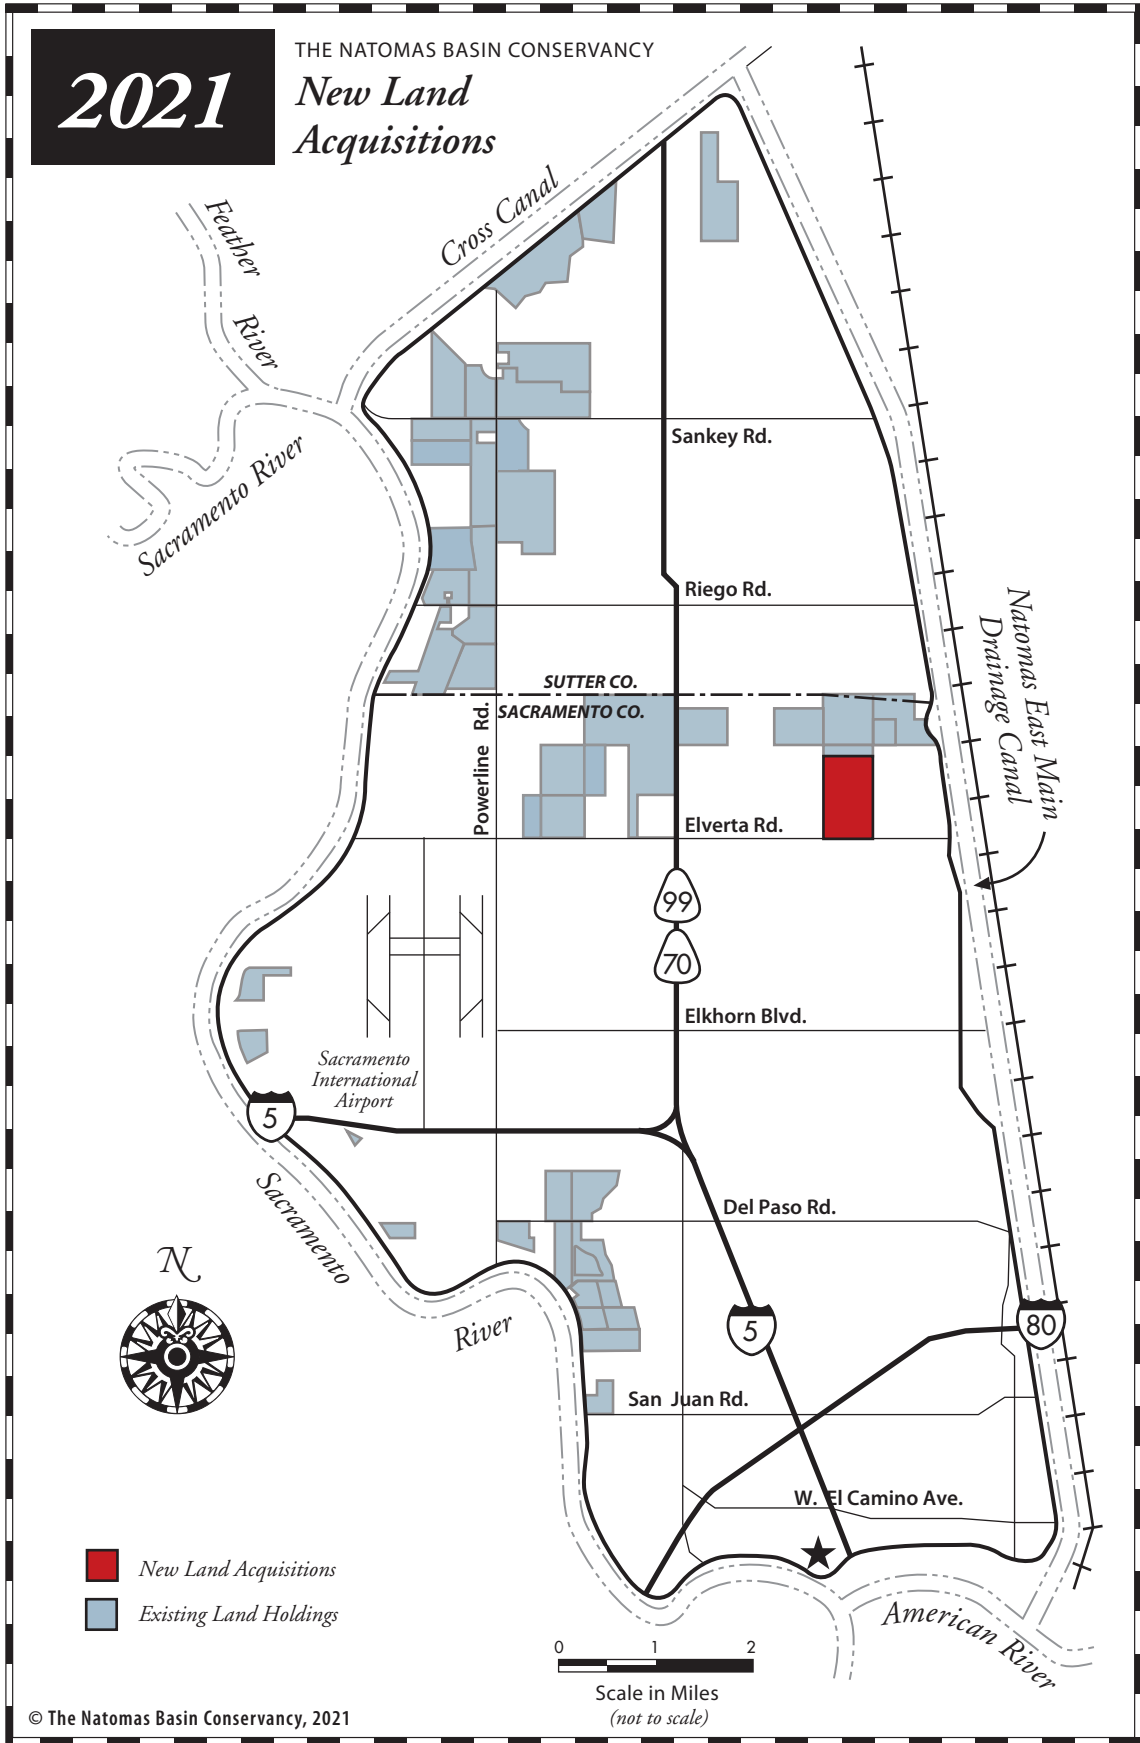 2021
THE NATOMAS BASIN CONSERVANCY
New Land
Acquisitions
Feather
River
Cross Canal
Sacramento River
Sankey Rd.
Riego Rd.
Natomas East Main
Drainage Canal
SUTTER CO.
SACRAMENTO CO.
Powerline Rd.
Elverta Rd.
99
70
Elkhorn Blvd.
Sacramento
International
Airport
5
Sacramento
River
Del Paso Rd.
N
5
80
San Juan Rd.
W. El Camino Ave.
New Land Acquisitions
Existing Land Holdings
American River
0 1 2
Scale in Miles
(not to scale)
© The Natomas Basin Conservancy, 2021